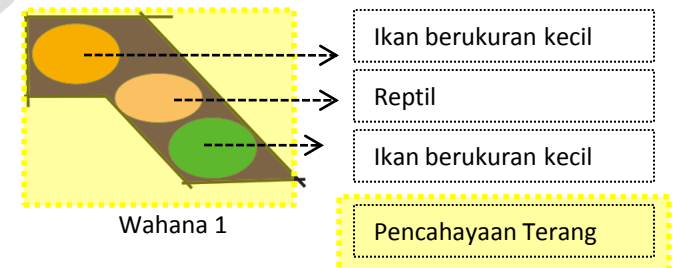 Ikan berukuran kecil
Reptil
Ikan berukuran kecil
Wahana 1
Pencahayaan Terang